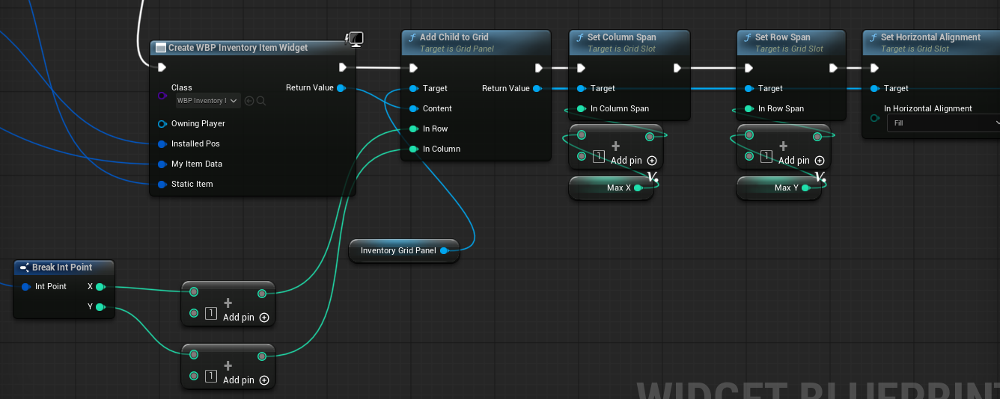 Create WBP Inventory Item Widget
Class
WBP Inventory I
Return Value
Owning Player
Installed Pos
My Item Data
Static Item
Add Child to Grid
Target is Grid Panel
Target
Return Value
Content
In Row
In Column
Set Column Span
Target is Grid Slot
Target
In Column Span
1
Add pin
Max X
Set Row Span
Target is Grid Slot
Target
In Row Span
1
Add pin
Max Y
Set Horizontal Alignment
Target is Grid Slot
Target
In Horizontal Alignment
Fill
Inventory Grid Panel
Break Int Point
Int Point
X
Y
1
Add pin
1
Add pin
WIDGET BLUEPRINT